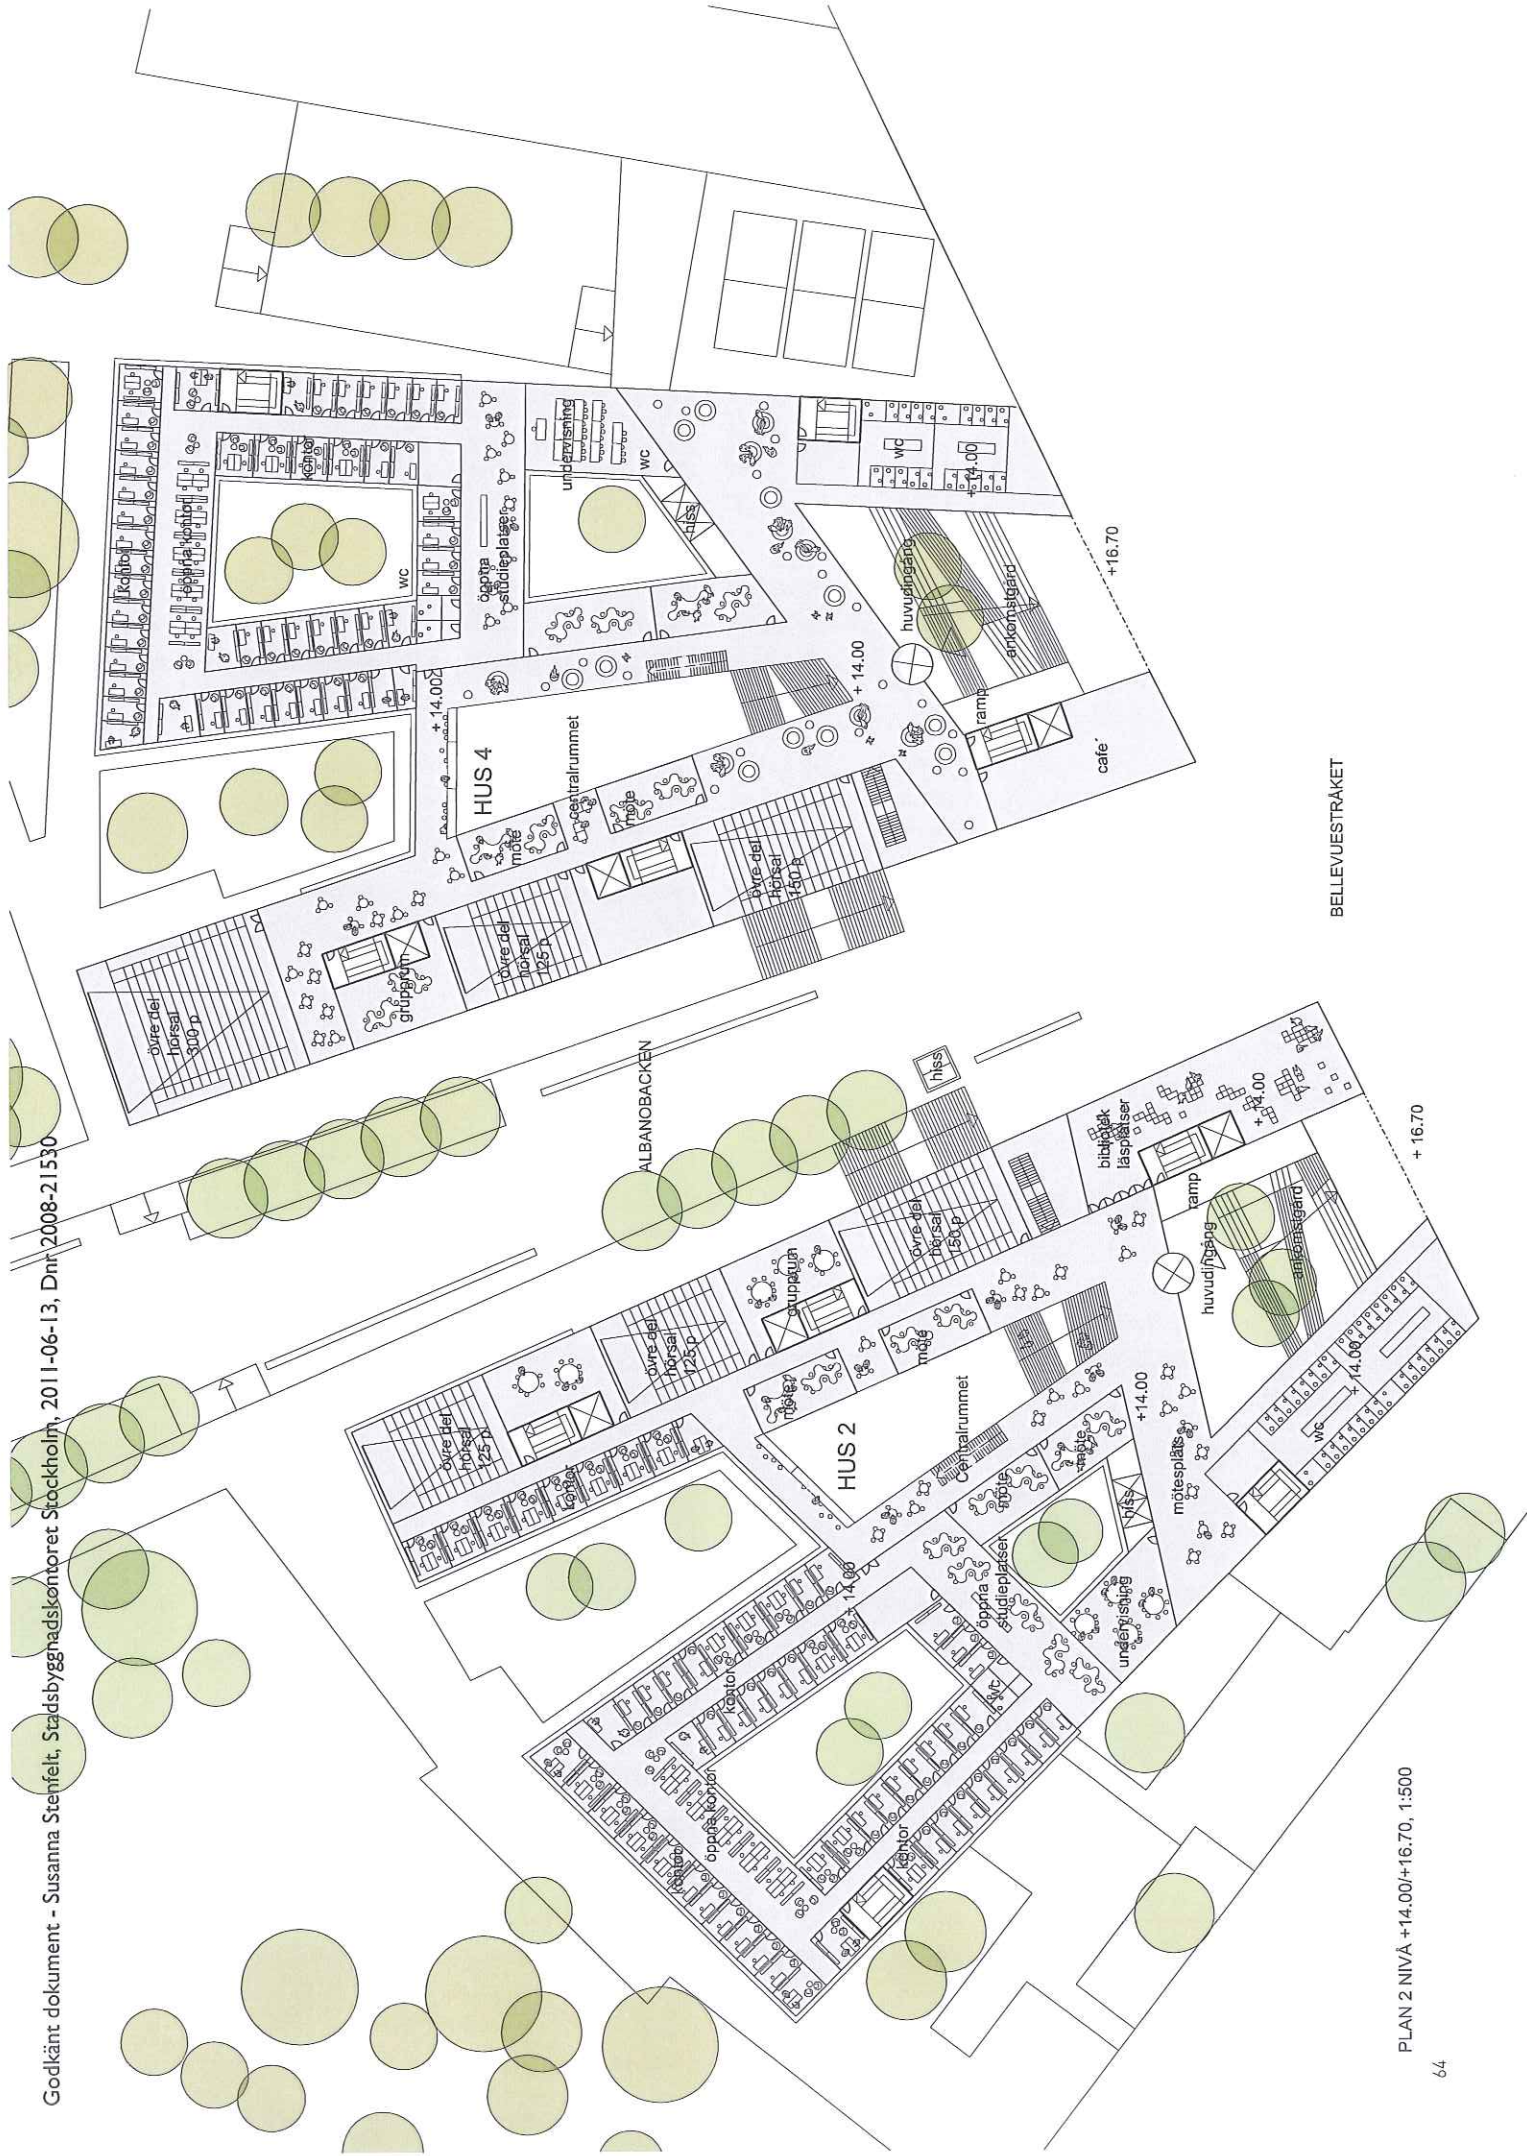 Godkänt dokument - Susanna Stenfelt, Stadsbyggnadskontoret Stockholm, 2011-06-13, Dnr 2008-21530
övre del
hörsal
300 p
grupprum
övre del
hörsal
125 p
övre del
hörsal
150 p
möte
centralrummet
möte
HUS 4
+ 14.00
kontor
öppna kontor
kontor
wc
öppna
studieplatser
undervisning
wc
hiss
+ 14.00
huvudingång
ankomstgård
ramp
café
wc
+ 14.00
+16.70
BELLEVUESTRÅKET
ALBANOBACKEN
hiss
övre del
hörsal
125 p
kontor
övre del
hörsal
125 p
grupprum
övre del
hörsal
150 p
möte
möte
HUS 2
Centralrummet
bibliotek
läsplatser
+ 14.00
ramp
huvudingång
ankomstgård
+ 16.70
+14.00
mötesplats
möte
möte
hiss
öppna
studieplatser
undervisning
wc
+ 14.00
+ 14.00
kontor
öppna kontor
kontor
wc
kontor
PLAN 2 NIVÅ +14.00/+16.70, 1:500
64